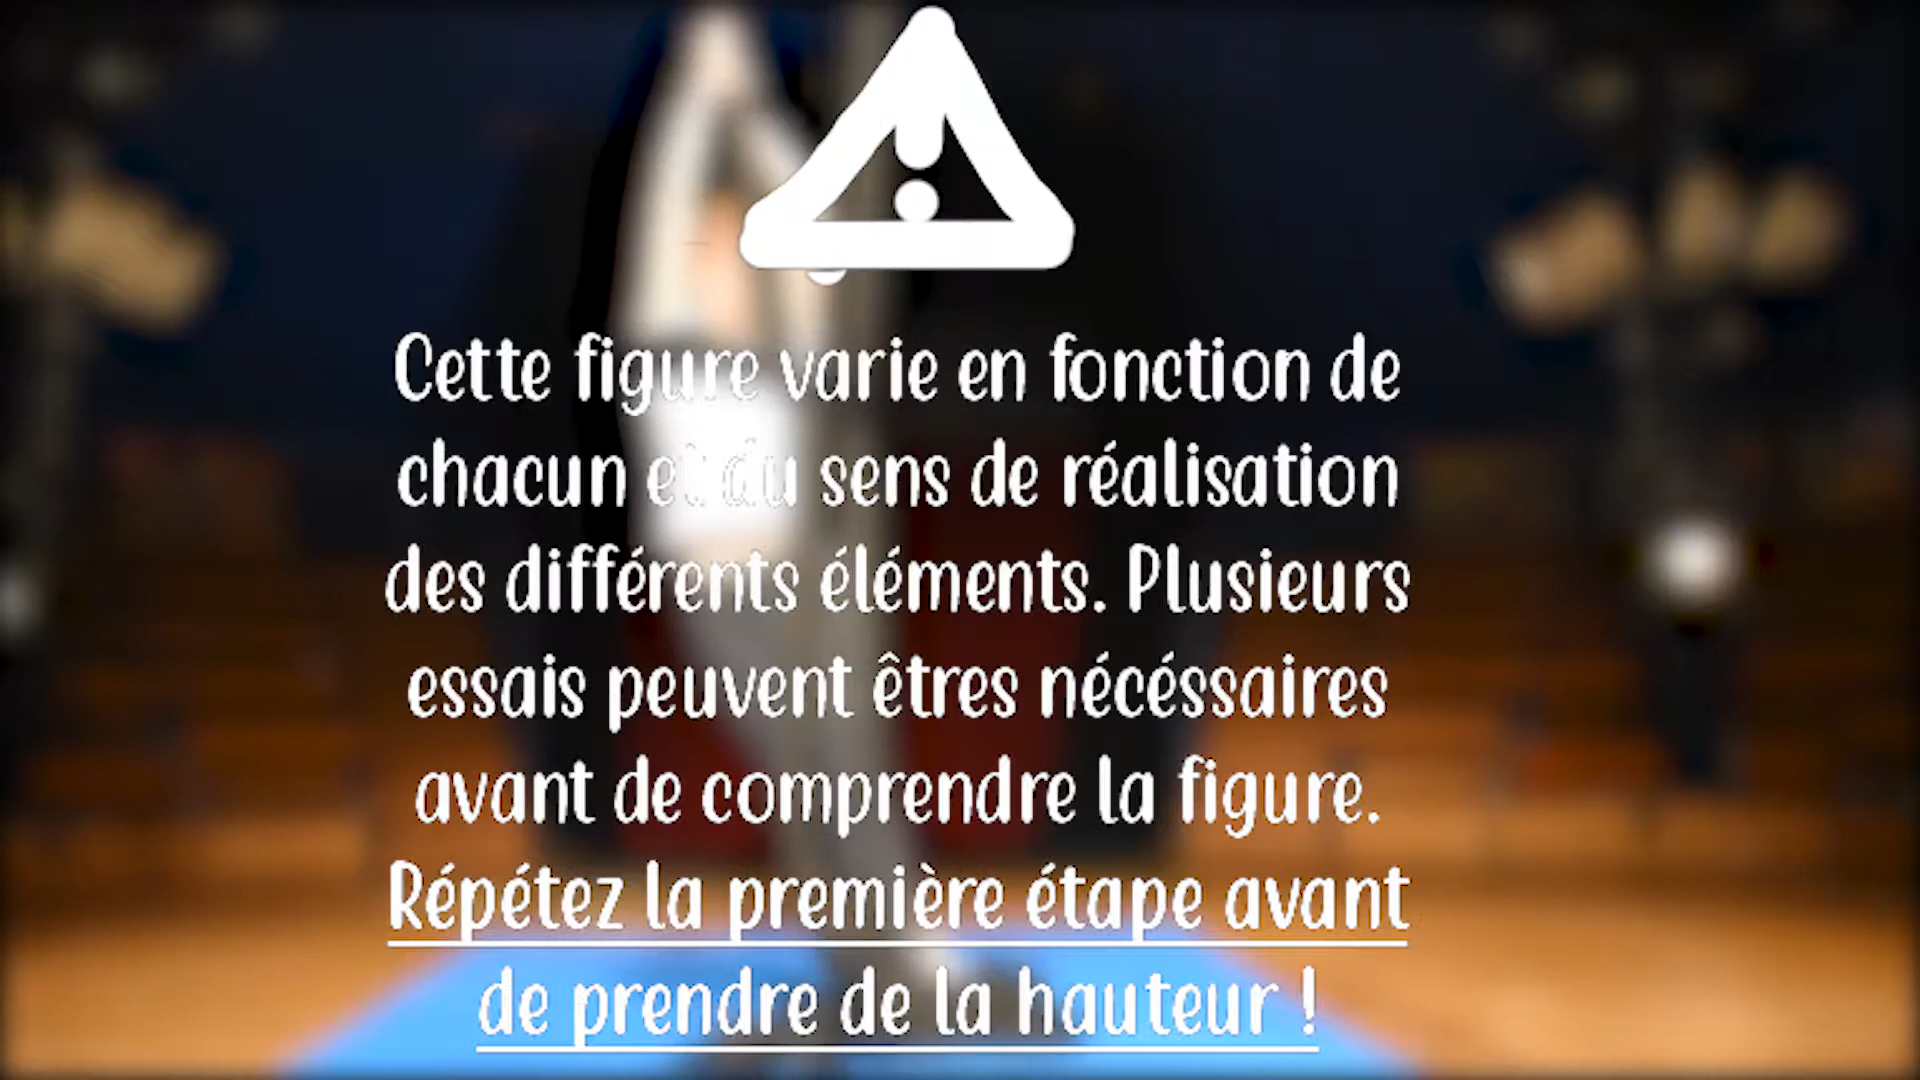 Cette figure varie en fonction de
chacun et du sens de réalisation
des différents éléments. Plusieurs
essais peuvent êtres nécéssaires
avant de comprendre la figure.
Répétez la première étape avant
de prendre de la hauteur !